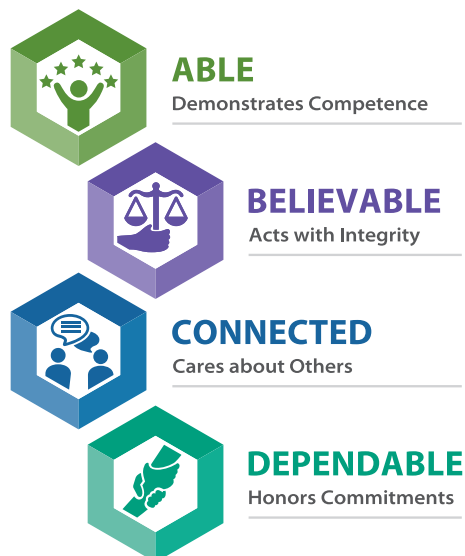 ABLE
Demonstrates Competence
BELIEVABLE
Acts with Integrity
CONNECTED
Cares about Others
DEPENDABLE
Honors Commitments